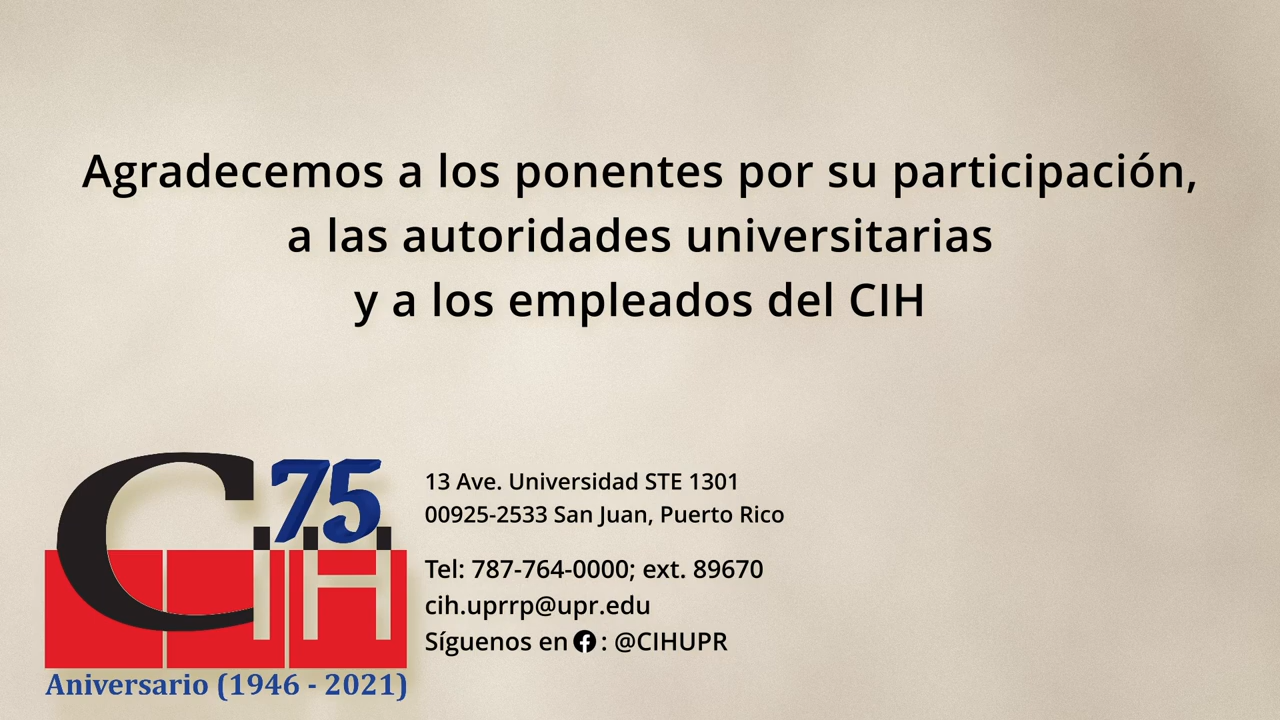 Agradecemos a los ponentes por su participación,
a las autoridades universitarias
y a los empleados del CIH
CIH 75
Aniversario (1946 - 2021)
13 Ave. Universidad STE 1301
00925-2533 San Juan, Puerto Rico
Tel: 787-764-0000; ext. 89670
cih.uprrp@upr.edu
Síguenos en : @CIHUPR